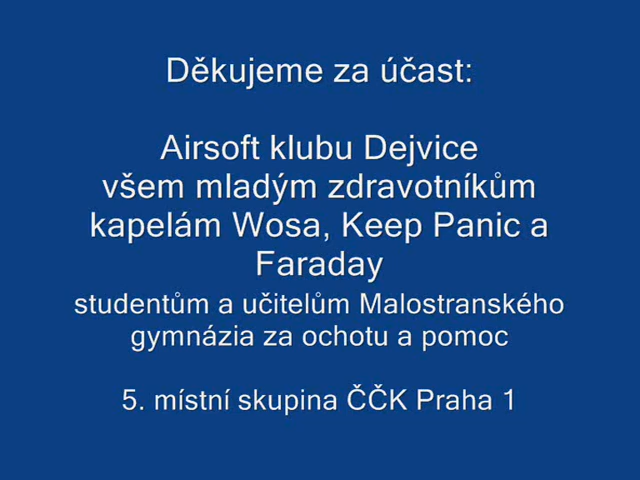 Děkujeme za účast:
Airsoft klubu Dejvice
všem mladým zdravotníkům
kapelám Wosa, Keep Panic a
Faraday
studentům a učitelům Malostranského
gymnázia za ochotu a pomoc
5. místní skupina ČČK Praha 1